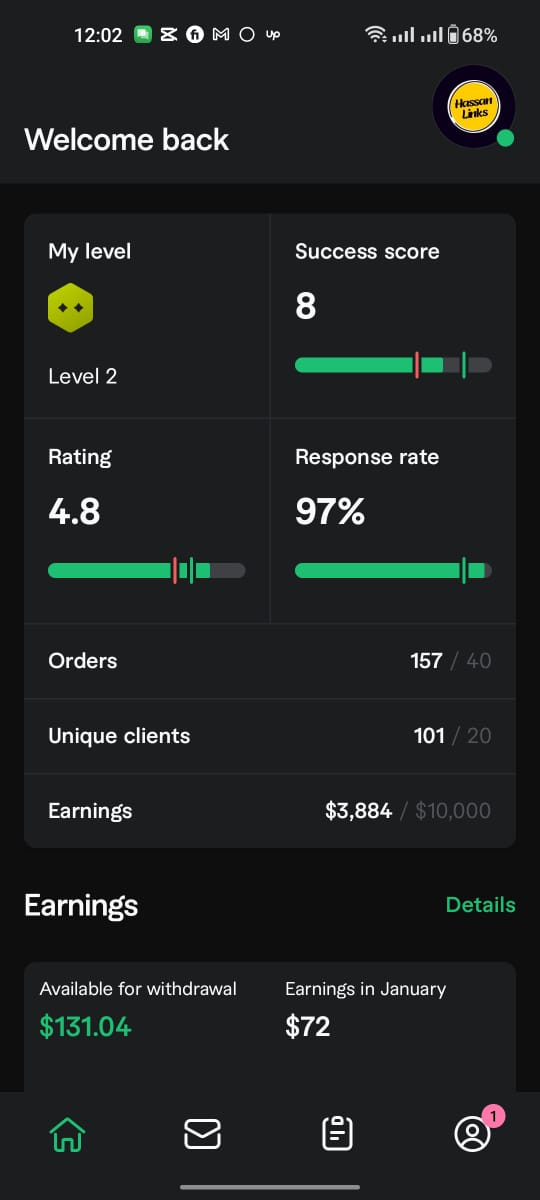 12:02
fi
up
68%
Hassan
Links
Welcome back
My level
Level 2
Success score
8
Rating
4.8
Response rate
97%
Orders
157 / 40
Unique clients
101 / 20
Earnings
$3,884 / $10,000
Earnings
Details
Available for withdrawal
$131.04
Earnings in January
$72
1